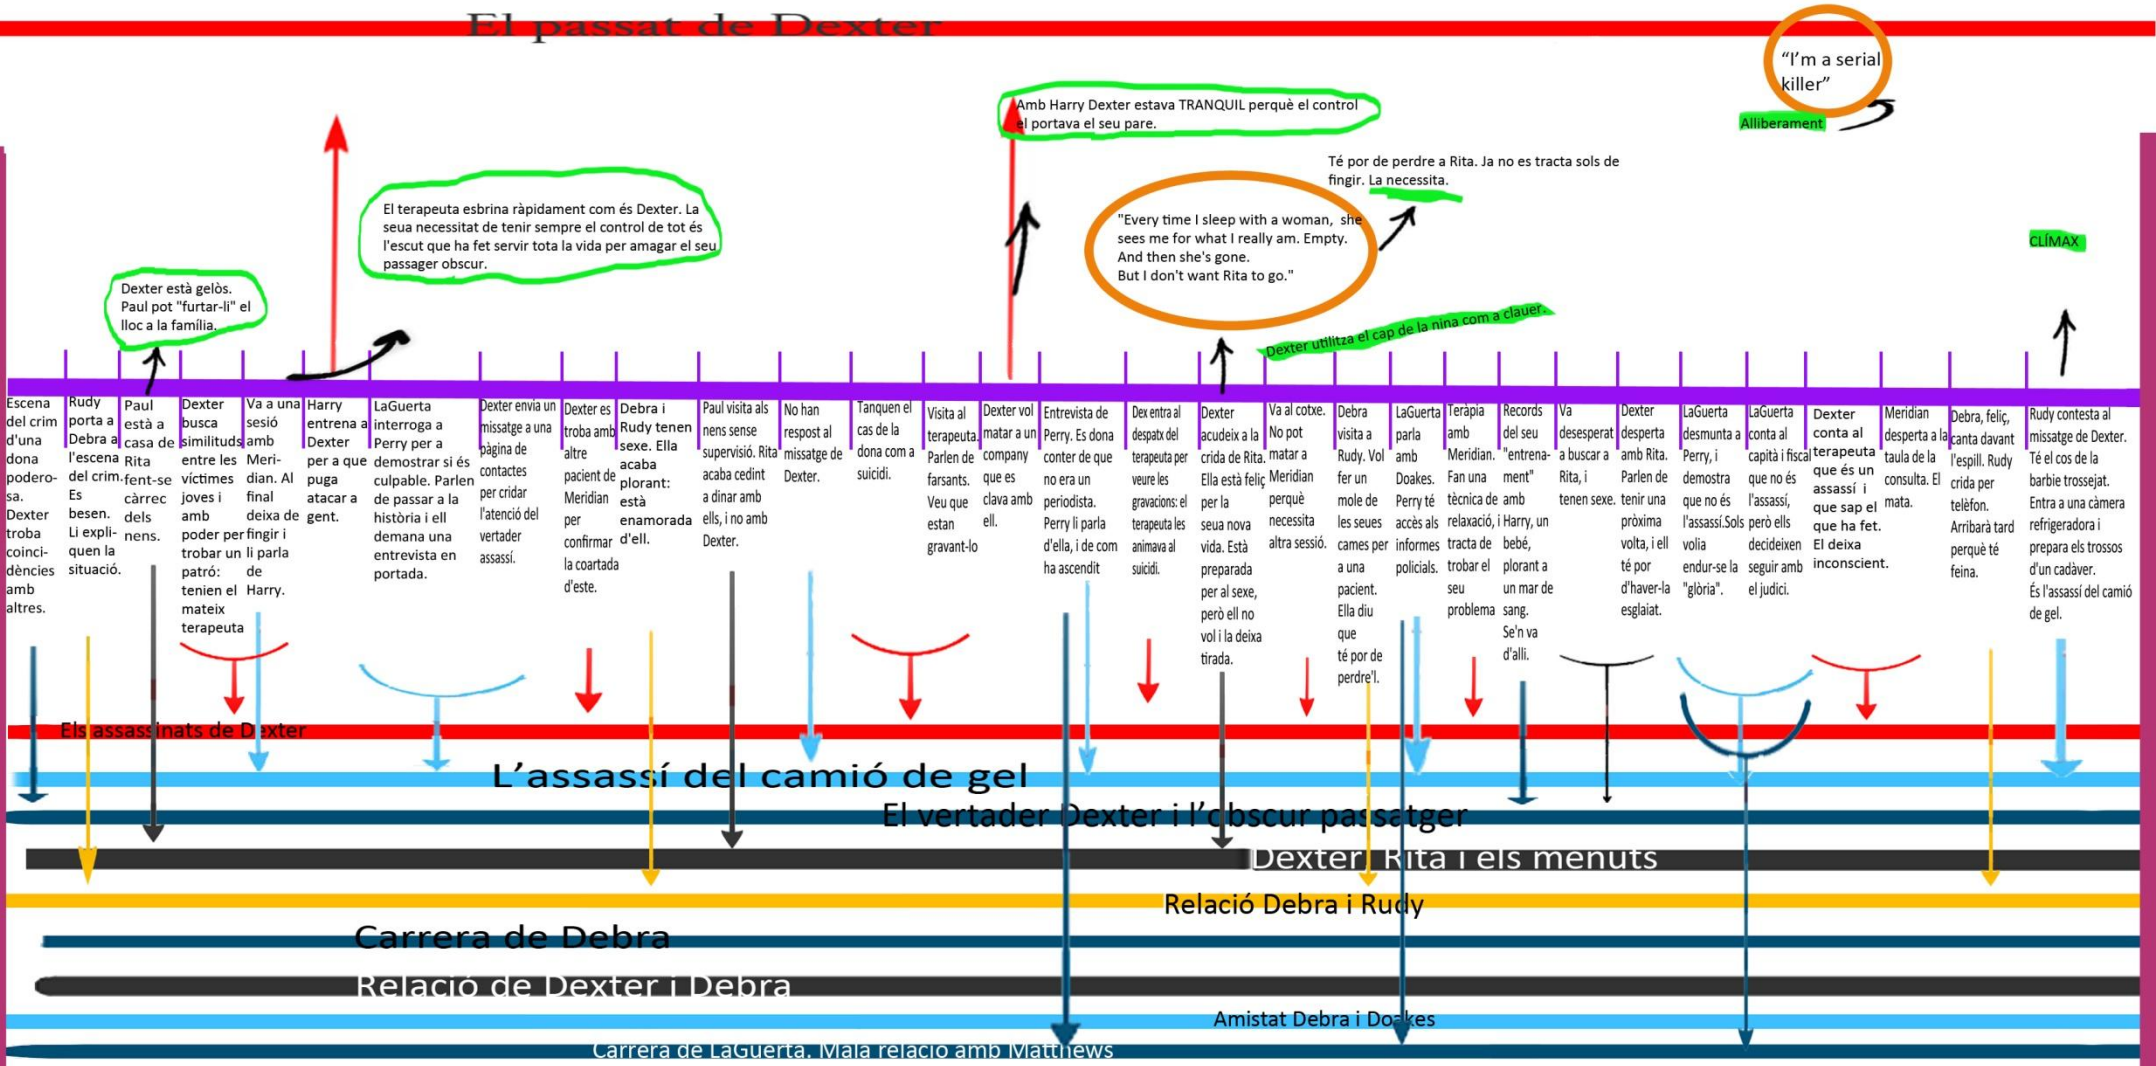 El passat de Dexter
“I’m a serial
killer”
Alliberament
Amb Harry Dexter estava TRANQUIL perquè el control
el portava el seu pare.
Té por de perdre a Rita. Ja no es tracta sols de
fingir. La necessita.
El terapeuta esbrina ràpidament com és Dexter. La
seua necessitat de tenir sempre el control de tot és
l'escut que ha fet servir tota la vida per amagar el seu
passager obscur.
"Every time I sleep with a woman, she
sees me for what I really am. Empty.
And then she's gone.
But I don't want Rita to go."
CLÍMAX
Dexter està gelòs.
Paul pot "furtar-li" el
lloc a la família.
Dexter utilitza el cap de la nina com a clauer.
Escena
del crim
d'una
dona
podero-
sa.
Dexter
troba
coinci-
dències
amb
altres.
Rudy
porta a
Debra a
l'escena
del crim.
Es
besen.
Li expli-
quen la
situació.
Paul
està a
casa de
Rita
fent-se
càrrec
dels
nens.
Dexter
busca
similituds
entre les
víctimes
joves i
amb
poder per
trobar un
patró:
tenien el
mateix
terapeuta
Va a una
sesió
amb
Meri-
dian. Al
final
deixa de
fingir i
li parla
de
Harry.
Harry
entrena a
Dexter
per a que
puga
atacar a
gent.
LaGuerta
interroga a
Perry per a
demostrar si és
culpable. Parlen
de passar a la
història i ell
demana una
entrevista en
portada.
Dexter envia un
missatge a una
pàgina de
contactes
per cridar
l'atenció del
vertader
assassí.
Dexter es
troba amb
altre
pacient de
Meridian
per
confirmar
la coartada
d'este.
Debra i
Rudy tenen
sexe. Ella
acaba
plorant:
està
enamorada
d'ell.
Paul visita als
nens sense
supervisió. Rita
acaba cedint
a dinar amb
ells, i no amb
Dexter.
No han
respost al
missatge de
Dexter.
Tanquen el
cas de la
dona com a
suicidi.
Visita al
terapeuta.
Parlen de
farsants.
Veu que
estan
gravant-lo
Dexter vol
matar a un
company
que es
clava amb
ell.
Entrevista de
Perry. Es dona
conter de que
no era un
periodista.
Perry li parla
d'ella, i de com
ha ascendit
Dex entra al
despatx del
terapeuta per
veure les
gravacions: el
terapeuta les
animava al
suicidi.
Dexter
acudeix a la
crida de Rita.
Ella està feliç
per la
seua nova
vida. Està
preparada
per al sexe,
però ell no
vol i la deixa
tirada.
Va al cotxe.
No pot
matar a
Meridian
perquè
necessita
altra sessió.
Debra
visita a
Rudy. Vol
fer un
mole de
les seues
cames per
a una
pacient.
Ella diu
que
té por de
perdre'l.
LaGuerta
parla
amb
Doakes.
Perry té
accès als
informes
policials.
Teràpia
amb
Meridian.
Fan una
tècnica de
relaxació, i
tracta de
trobar el
seu
problema
Records
del seu
"entrena-
ment"
amb
Harry, un
bebé,
plorant a
un mar de
sang.
Se'n va
d'alli.
Va
desesperat
a buscar a
Rita, i
tenen sexe.
Dexter
desperta
amb Rita.
Parlen de
tenir una
pròxima
volta, i ell
té por
d'haver-la
esglaiat.
LaGuerta
desmunta a
Perry, i
demostra
que no és
l'assassí.Sols
volia
endur-se la
"glòria".
LaGuerta
conta al
capità i fiscal
que no és
l'assassí,
però ells
decideixen
seguir amb
el judici.
Dexter
conta al
terapeuta
que és un
assassí i
que sap el
que ha fet.
El deixa
inconscient.
Meridian
desperta a la
taula de la
consulta. El
mata.
Debra, feliç,
canta davant
l'espill. Rudy
crida per
telèfon.
Arribarà tard
perquè té
feina.
Rudy contesta al
missatge de Dexter.
Té el cos de la
barbie trossejat.
Entra a una càmera
refrigeradora i
prepara els trossos
d'un cadàver.
És l'assassí del camió
de gel.
Els assassinats de Dexter
L’assassí del camió de gel
El vertader Dexter i l’obscur passatger
Dexter, Rita i els menuts
Relació Debra i Rudy
Carrera de Debra
Relació de Dexter i Debra
Amistat Debra i Doakes
Carrera de LaGuerta. Mala relació amb Matthews